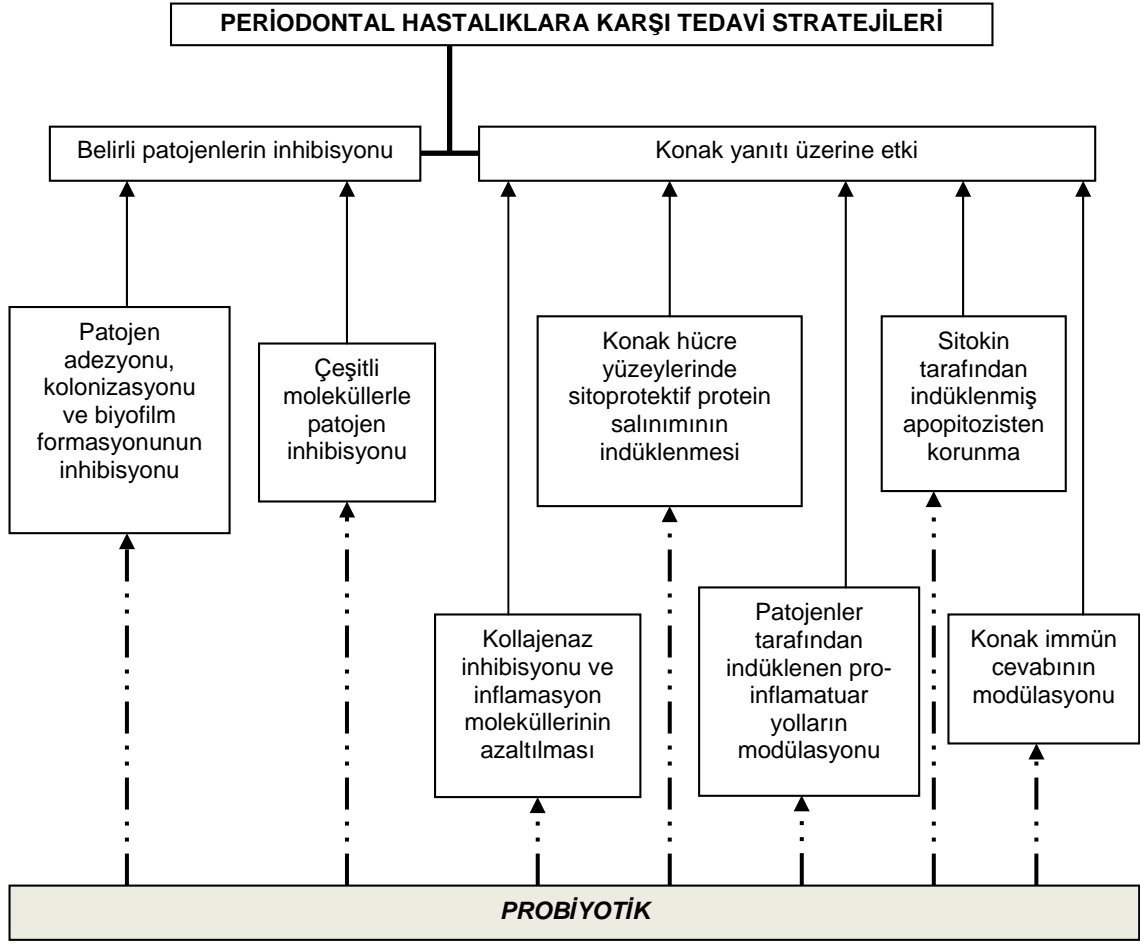 PERİODONTAL HASTALIKLARA KARŞI TEDAVİ STRATEJİLERİ
Belirli patojenlerin inhibisyonu
Konak yanıtı üzerine etki
Patojen
adezyonu,
kolonizasyonu
ve biyofilm
formasyonunun
inhibisyonu
Çeşitli
moleküllerle
patojen
inhibisyonu
Konak hücre
yüzeylerinde
sitoprotektif protein
salınımının
indüklenmesi
Sitokin
tarafından
indüklenmiş
apopitozisten
korunma
Kollajenaz
inhibisyonu ve
inflamasyon
moleküllerinin
azaltılması
Patojenler
tarafından
indüklenen pro-
inflamatuar
yolların
modülasyonu
Konak immün
cevabının
modülasyonu
PROBİYOTİK